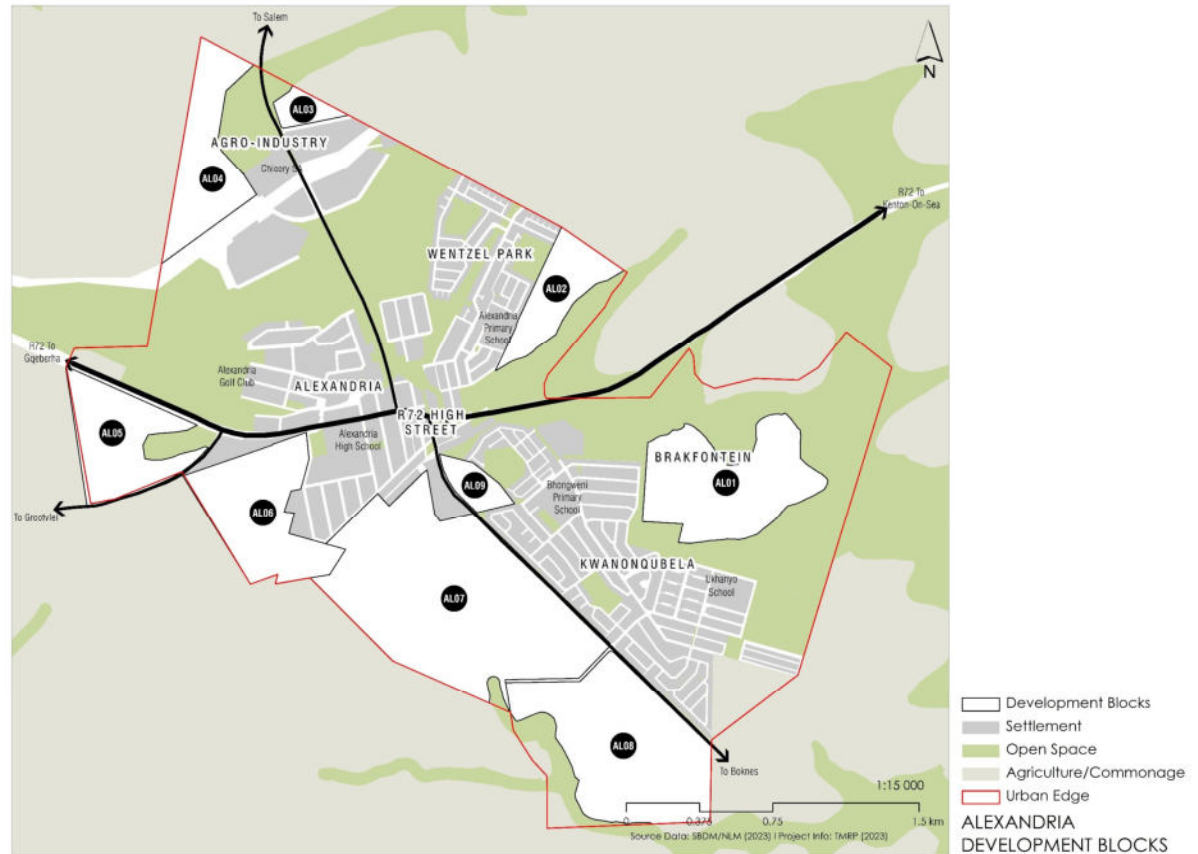 To Salem
N
AL03
AGRO-INDUSTRY
Chicory SA
AL04
R72 To
Kenton-On-Sea
WENTZEL PARK
AL02
Alexandria
Primary
School
R72 To
Gqeberha
Alexandria
Golf Club
ALEXANDRIA
R72 HIGH
STREET
AL05
Alexandria
High School
BRAKFONTEIN
AL01
AL09
Bhongweni
Primary
School
To Grootvlei
AL06
KWANONQUBELA
Ukhanyo
School
AL07
AL08
To Boknes
1:15 000
0 0.375 0.75 1.5 km
Source Data: SBDM/NLM (2023) | Project Info: TMRP (2023)
Development Blocks
Settlement
Open Space
Agriculture/Commonage
Urban Edge
ALEXANDRIA
DEVELOPMENT BLOCKS